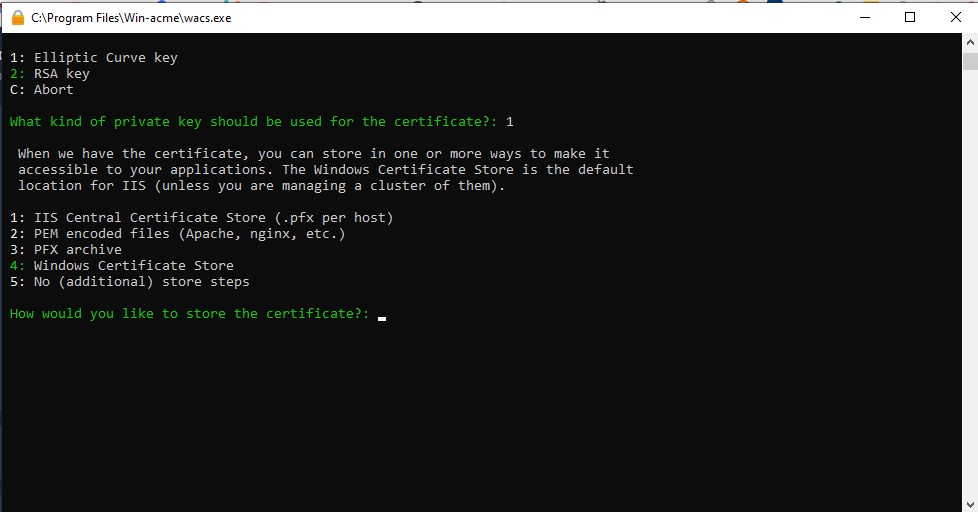 C:\Program Files\Win-acme\wacs.exe
1: Elliptic Curve key
2: RSA key
C: Abort
What kind of private key should be used for the certificate?: 1
When we have the certificate, you can store in one or more ways to make it
accessible to your applications. The Windows Certificate Store is the default
location for IIS (unless you are managing a cluster of them).
1: IIS Central Certificate Store (.pfx per host)
2: PEM encoded files (Apache, nginx, etc.)
3: PFX archive
4: Windows Certificate Store
5: No (additional) store steps
How would you like to store the certificate?: